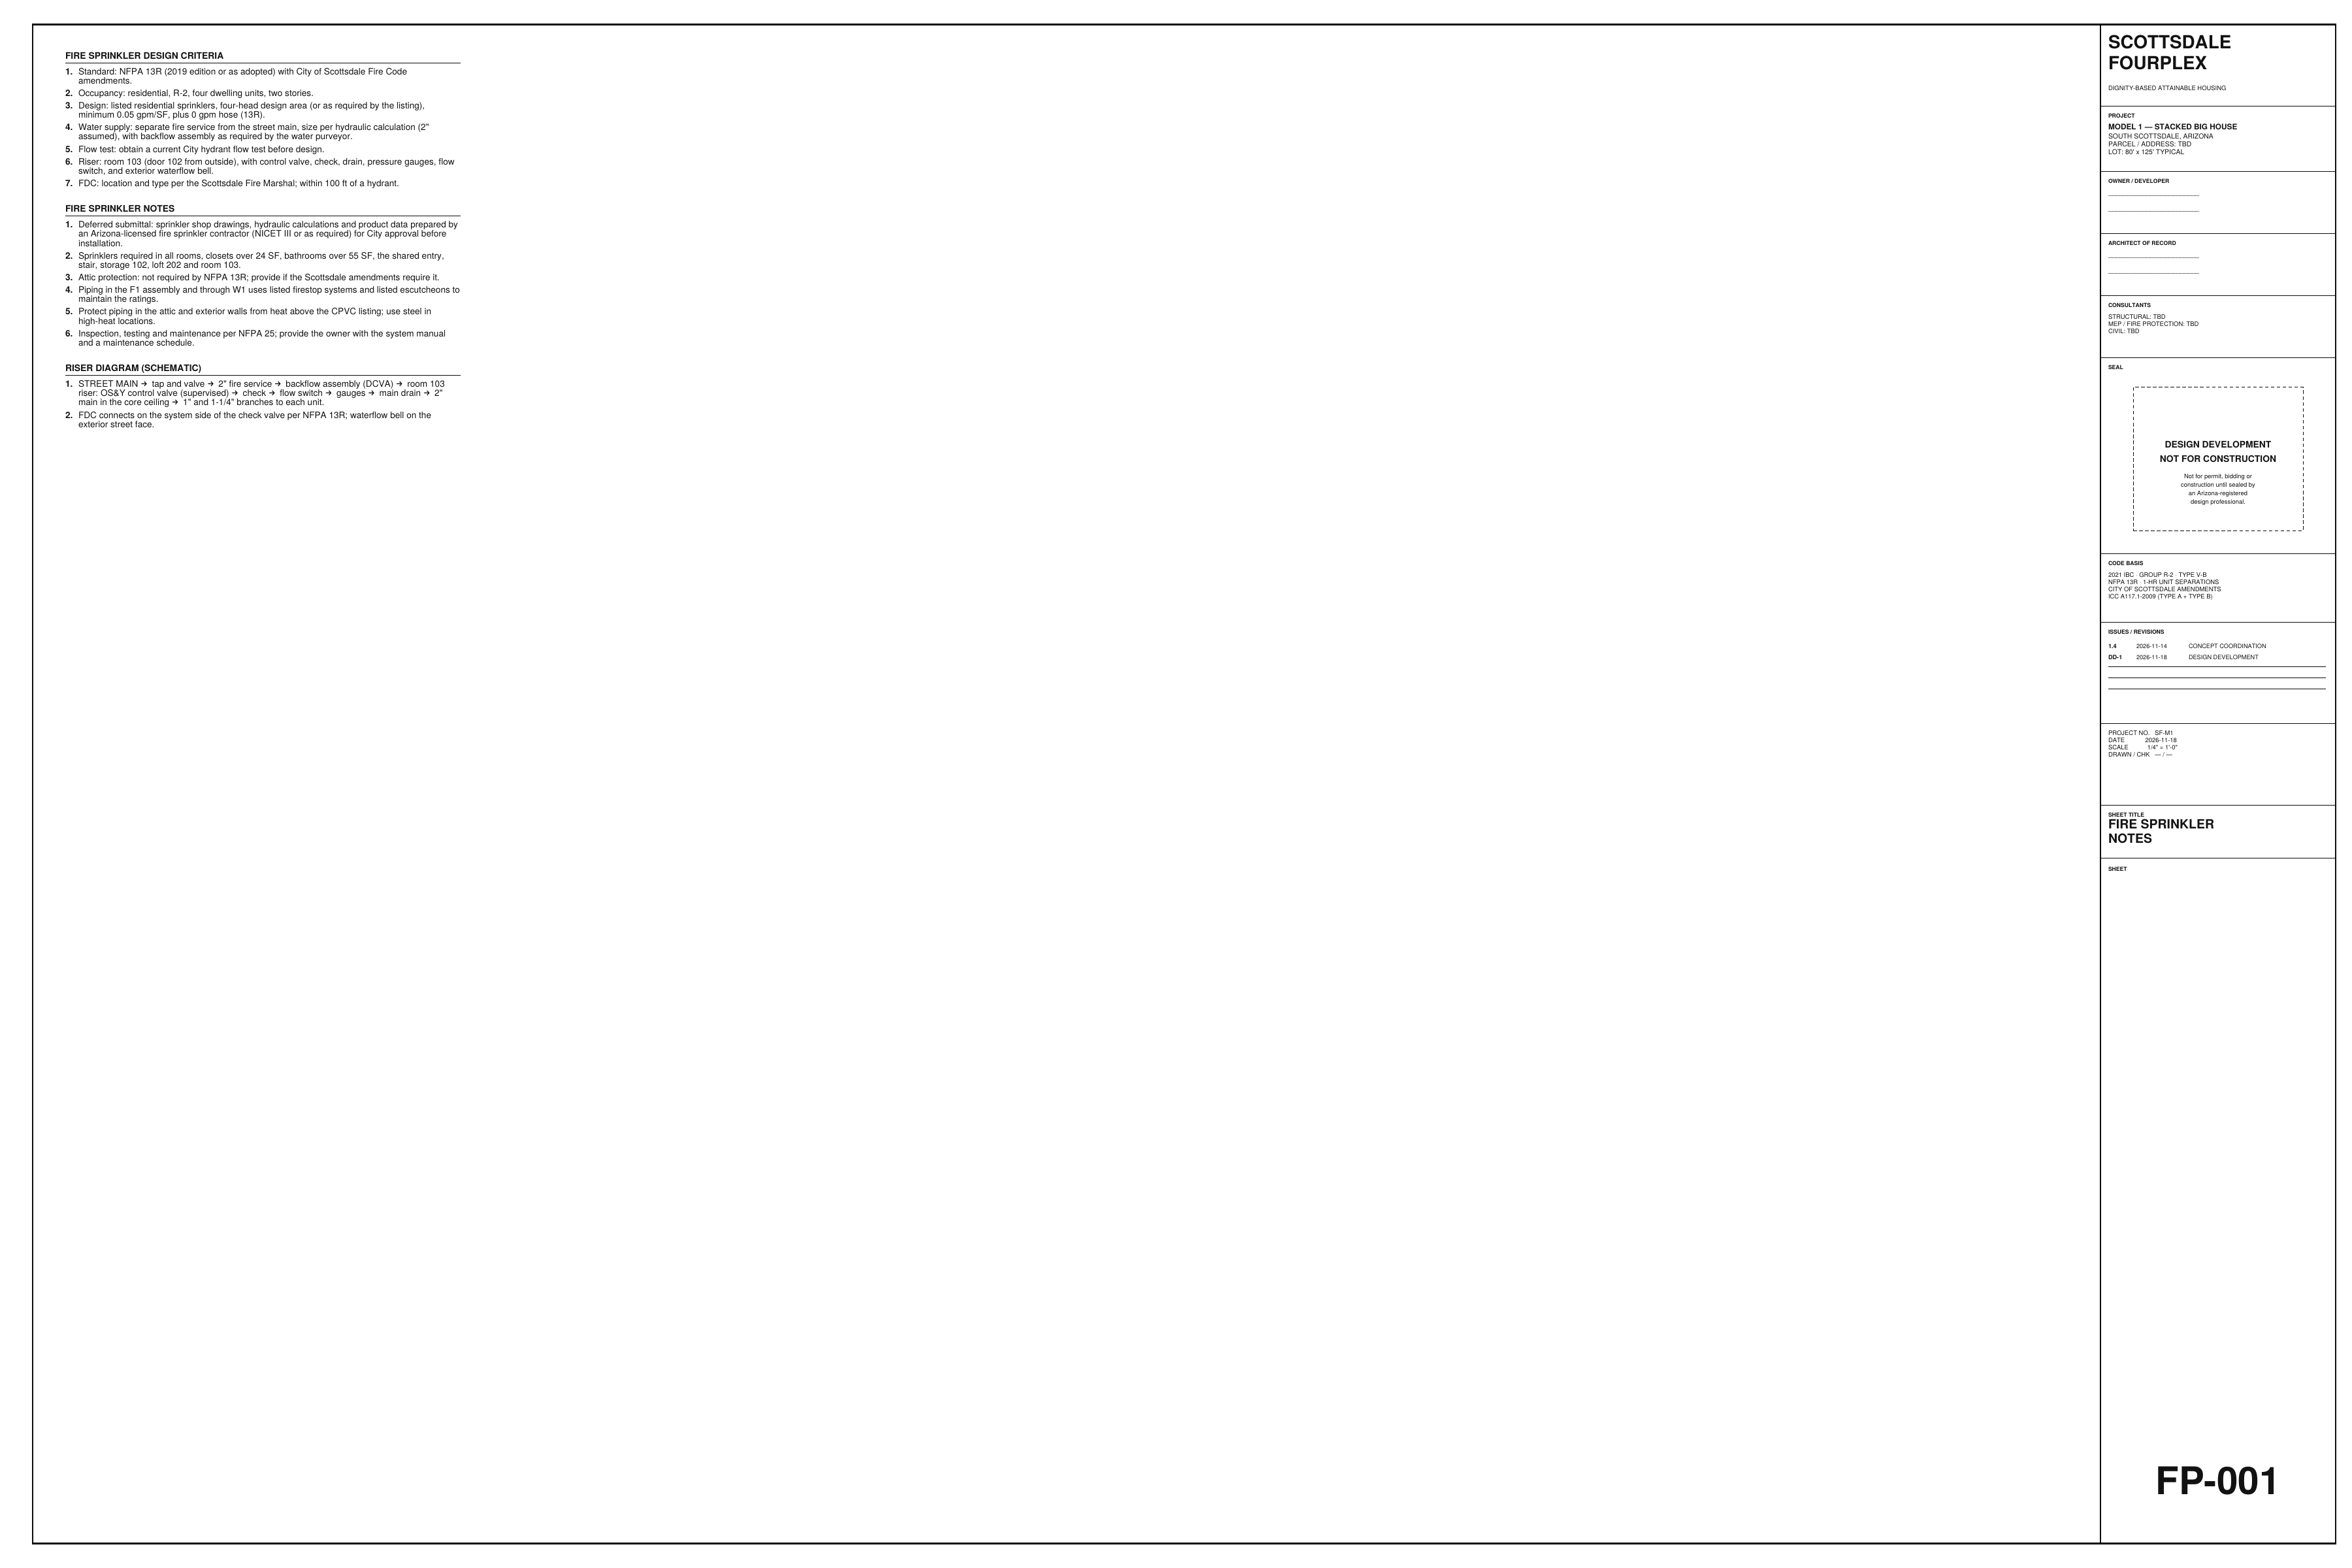 FIRE SPRINKLER DESIGN CRITERIA
1. Standard: NFPA 13R (2019 edition or as adopted) with City of Scottsdale Fire Code
amendments.
2. Occupancy: residential, R-2, four dwelling units, two stories.
3. Design: listed residential sprinklers, four-head design area (or as required by the listing),
minimum 0.05 gpm/SF, plus 0 gpm hose (13R).
4. Water supply: separate fire service from the street main, size per hydraulic calculation (2"
assumed), with backflow assembly as required by the water purveyor.
5. Flow test: obtain a current City hydrant flow test before design.
6. Riser: room 103 (door 102 from outside), with control valve, check, drain, pressure gauges, flow
switch, and exterior waterflow bell.
7. FDC: location and type per the Scottsdale Fire Marshal; within 100 ft of a hydrant.
FIRE SPRINKLER NOTES
1. Deferred submittal: sprinkler shop drawings, hydraulic calculations and product data prepared by
an Arizona-licensed fire sprinkler contractor (NICET III or as required) for City approval before
installation.
2. Sprinklers required in all rooms, closets over 24 SF, bathrooms over 55 SF, the shared entry,
stair, storage 102, loft 202 and room 103.
3. Attic protection: not required by NFPA 13R; provide if the Scottsdale amendments require it.
4. Piping in the F1 assembly and through W1 uses listed firestop systems and listed escutcheons to
maintain the ratings.
5. Protect piping in the attic and exterior walls from heat above the CPVC listing; use steel in
high-heat locations.
6. Inspection, testing and maintenance per NFPA 25; provide the owner with the system manual
and a maintenance schedule.
RISER DIAGRAM (SCHEMATIC)
1. STREET MAIN → tap and valve → 2" fire service → backflow assembly (DCVA) → room 103
riser: OS&Y control valve (supervised) → check → flow switch → gauges → main drain → 2"
main in the core ceiling → 1" and 1-1/4" branches to each unit.
2. FDC connects on the system side of the check valve per NFPA 13R; waterflow bell on the
exterior street face.
SCOTTSDALE
FOURPLEX
DIGNITY-BASED ATTAINABLE HOUSING
PROJECT
MODEL 1 — STACKED BIG HOUSE
SOUTH SCOTTSDALE, ARIZONA
PARCEL / ADDRESS: TBD
LOT: 80' x 125' TYPICAL
OWNER / DEVELOPER
ARCHITECT OF RECORD
CONSULTANTS
STRUCTURAL: TBD
MEP / FIRE PROTECTION: TBD
CIVIL: TBD
SEAL
DESIGN DEVELOPMENT
NOT FOR CONSTRUCTION
Not for permit, bidding or
construction until sealed by
an Arizona-registered
design professional.
CODE BASIS
2021 IBC · GROUP R-2 · TYPE V-B
NFPA 13R · 1-HR UNIT SEPARATIONS
CITY OF SCOTTSDALE AMENDMENTS
ICC A117.1-2009 (TYPE A + TYPE B)
ISSUES / REVISIONS
1.4 2026-11-14 CONCEPT COORDINATION
DD-1 2026-11-18 DESIGN DEVELOPMENT
PROJECT NO. SF-M1
DATE 2026-11-18
SCALE 1/4" = 1'-0"
DRAWN / CHK — / —
SHEET TITLE
FIRE SPRINKLER
NOTES
SHEET
FP-001